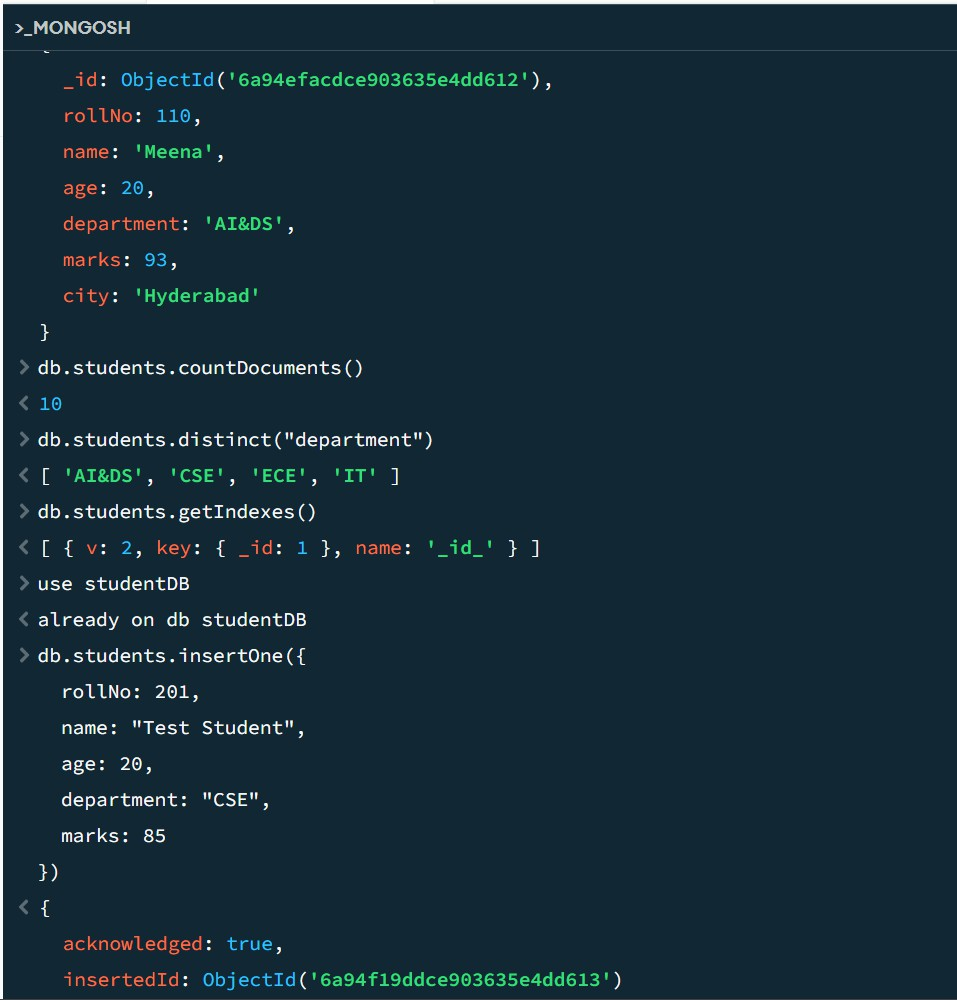 >_MONGOSH
{
_id: ObjectId('6a94efacdce903635e4dd612'),
rollNo: 110,
name: 'Meena',
age: 20,
department: 'AI&DS',
marks: 93,
city: 'Hyderabad'
}
> db.students.countDocuments()
< 10
> db.students.distinct("department")
< [ 'AI&DS', 'CSE', 'ECE', 'IT' ]
> db.students.getIndexes()
< [ { v: 2, key: { _id: 1 }, name: '_id_' } ]
> use studentDB
< already on db studentDB
> db.students.insertOne({
rollNo: 201,
name: "Test Student",
age: 20,
department: "CSE",
marks: 85
})
< {
acknowledged: true,
insertedId: ObjectId('6a94f19ddce903635e4dd613')